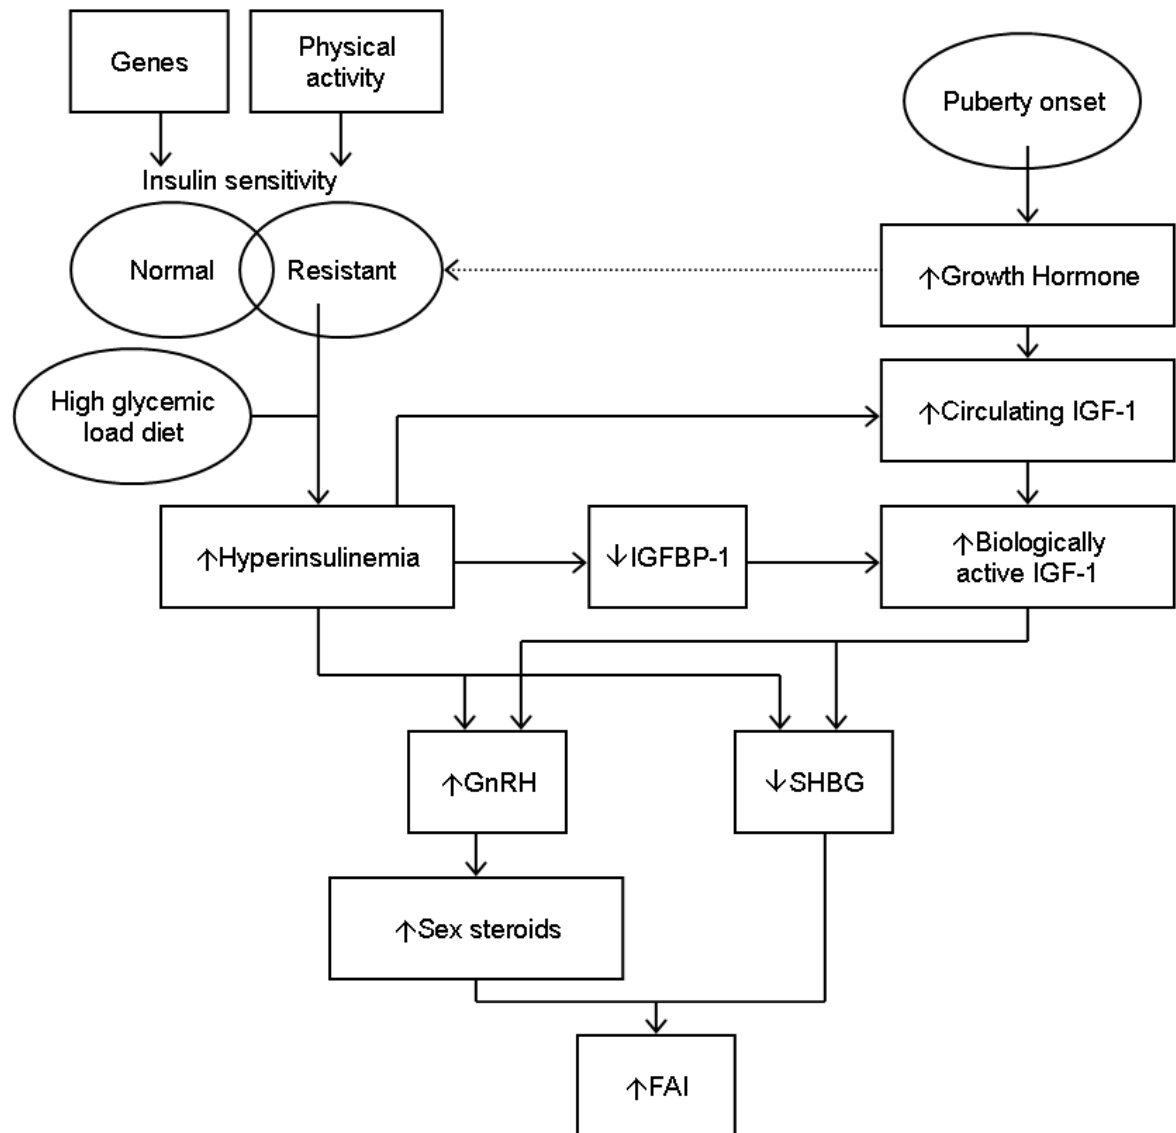 Genes
Physical
activity
Puberty onset
Insulin sensitivity
Normal
Resistant
↑Growth Hormone
High glycemic
load diet
↑Circulating IGF-1
↑Hyperinsulinemia
↓IGFBP-1
↑Biologically
active IGF-1
↑GnRH
↓SHBG
↑Sex steroids
↑FAI